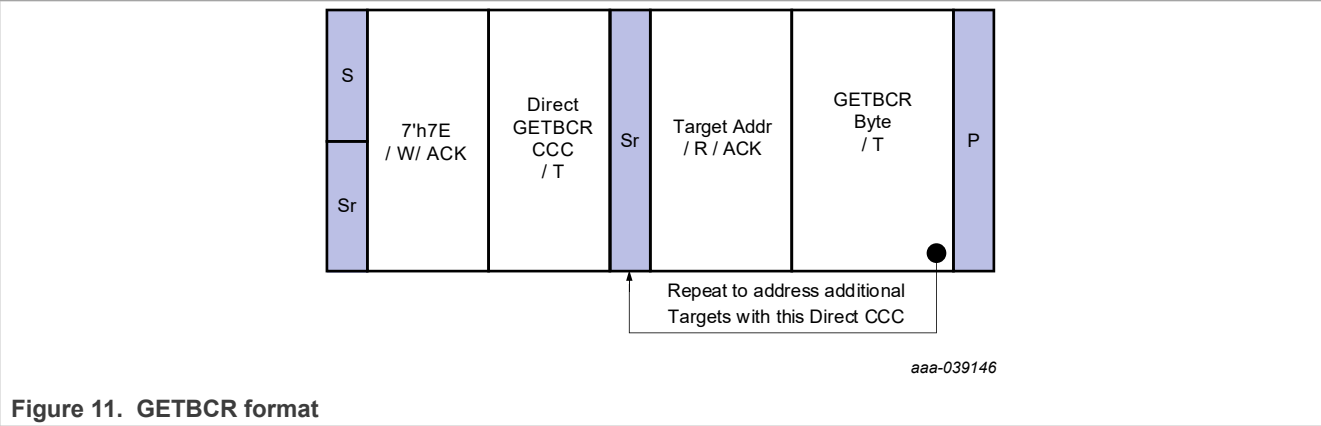 S
Sr
7'h7E
/ W/ ACK
Direct
GETBCR
CCC
/ T
Sr
Target Addr
/ R / ACK
GETBCR
Byte
/ T
P
Repeat to address additional
Targets with this Direct CCC
aaa-039146
Figure 11. GETBCR format